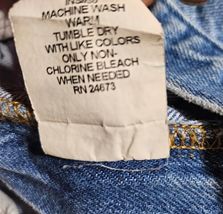 MACHINE WASH
WARM
TUMBLE DRY
WITH LIKE COLORS
ONLY NON-
CHLORINE BLEACH
WHEN NEEDED
RN 24673